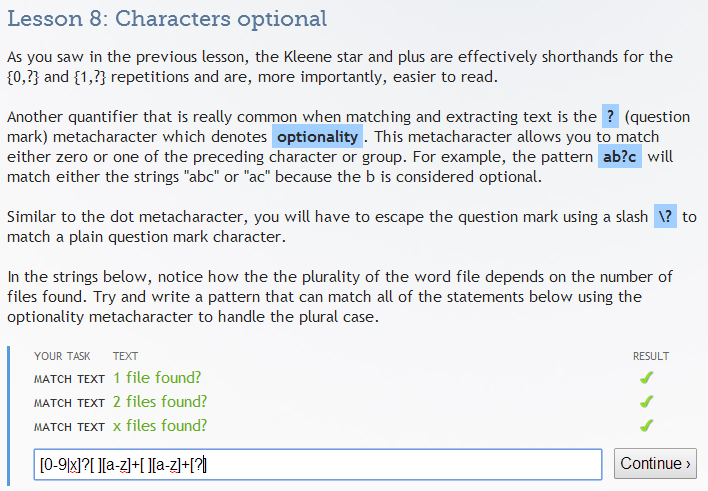 Lesson 8: Characters optional
As you saw in the previous lesson, the Kleene star and plus are effectively shorthands for the
{0,?} and {1,?} repetitions and are, more importantly, easier to read.
Another quantifier that is really common when matching and extracting text is the ? (question
mark) metacharacter which denotes optionality. This metacharacter allows you to match
either zero or one of the preceding character or group. For example, the pattern ab?c will
match either the strings "abc" or "ac" because the b is considered optional.
Similar to the dot metacharacter, you will have to escape the question mark using a slash \? to
match a plain question mark character.
In the strings below, notice how the the plurality of the word file depends on the number of
files found. Try and write a pattern that can match all of the statements below using the
optionality metacharacter to handle the plural case.
YOUR TASK TEXT RESULT
MATCH TEXT 1 file found?
MATCH TEXT 2 files found?
MATCH TEXT x files found?
[0-9|x]?[ ][a-z]+[ ][a-z]+[?] Continue ›